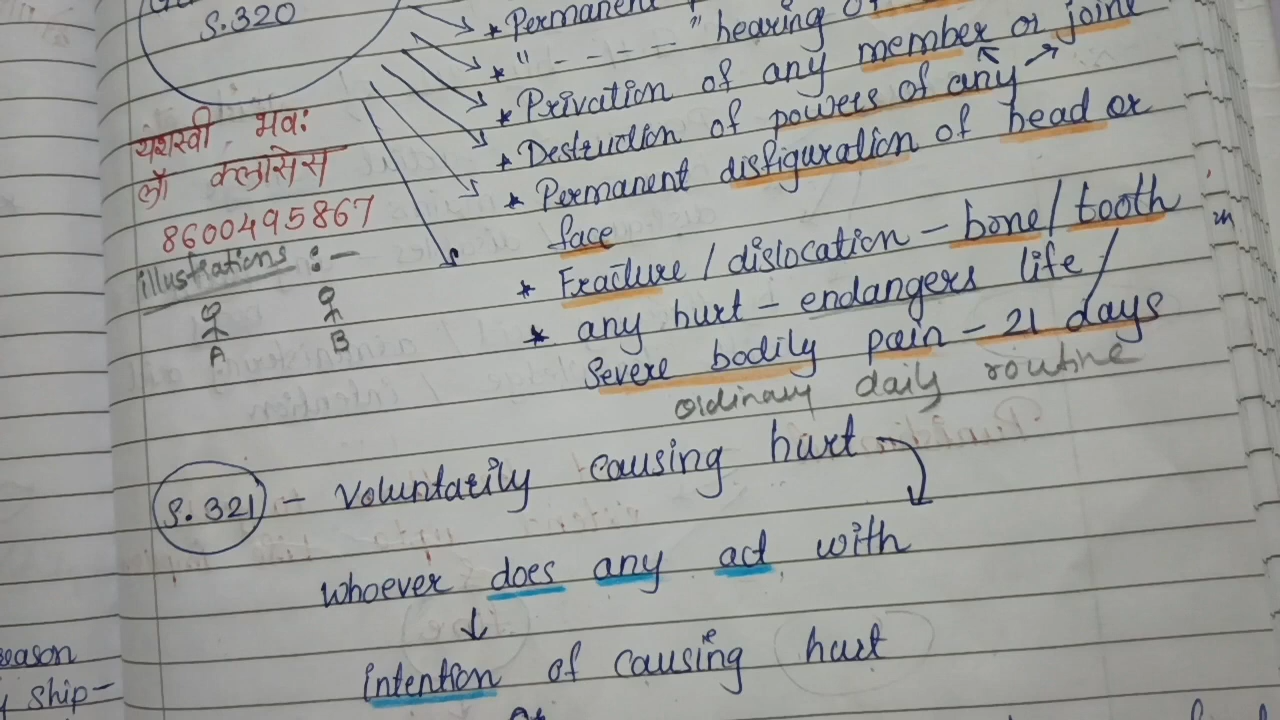 S.320
* Permanent
* " - - - - " hearing
* Privation of any member or joint
* Destruction of powers of any
* Permanent disfiguration of head or
face
* Fracture / dislocation - bone/ tooth
* any hurt - endangers life /
Severe bodily pain - 21 days
ordinary daily routine
यशस्वी भवः
लॉ क्लासेस
8600495867
illustrations :-
A B
S.321 - Voluntarily causing hurt
whoever does any act with
intention of causing hurt
eason
ship-